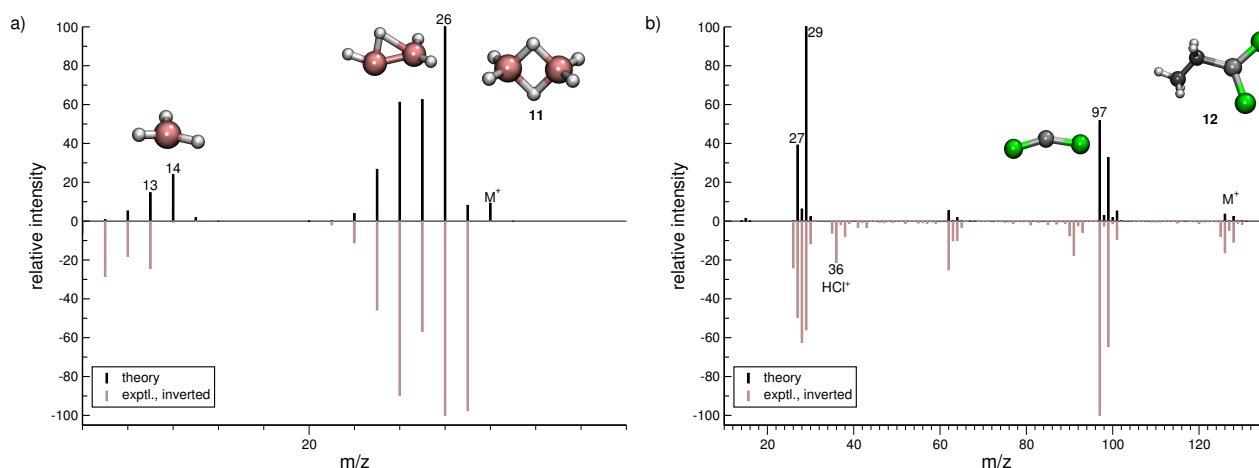 a)
100
80
60
40
20
0
-20
-40
-60
-80
-100
relative intensity
13
14
26
11
M+
theory
exptl., inverted
20
m/z
b)
100
80
60
40
20
0
-20
-40
-60
-80
-100
relative intensity
29
27
97
12
M+
36
HCl+
theory
exptl., inverted
20 40 60 80 100 120
m/z